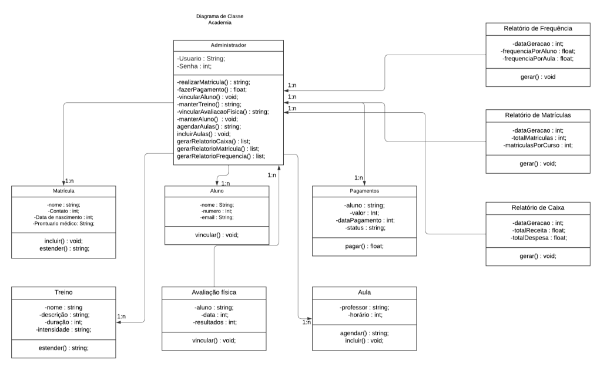 Diagrama de Classe
Academia
Administrador
-Usuario : String;
-Senha : int;
-realizarMatricula() : string;
-fazerPagamento() : float;
-vincularAluno() : void;
-manterTreino() : string;
-vincularAvaliacaoFisica() : string;
-manterAluno() : void;
agendarAulas() : string;
incluirAulas() : void;
gerarRelatorioCaixa() : list;
gerarRelatorioMatricula() : list;
gerarRelatorioFrequencia() : list;
Relatório de Frequência
-dataGeracao : int;
-frequenciaPorAluno : int;
-frequenciaPorAula : int;
gerar() : void
Relatório de Matrículas
-dataGeracao : int;
-totalMatriculas : int;
-matriculasPorCurso : int;
gerar() : void;
Relatório de Caixa
-dataGeracao : int;
-totalReceita : float;
-totalDespesa : float;
gerar() : void;
1:n
1:n
1:n
1:n
1:n
1:n
Matrícula
-nome : string;
-Contato : int;
-Data de nascimento : int;
-Prontuario médico: String;
incluir() : void;
estender() : string;
Aluno
-nome : String;
-numero : int;
-email : String;
vincular() : void;
Pagamentos
-aluno : string;
-valor : int;
-dataPagamento : int;
-status : string;
pagar() : float;
Treino
-nome : string
-descrição : string;
-duração : int;
-intensidade : string;
estender() : string;
1:n
Avaliação física
-aluno : string;
-data : int;
-resultados : int;
vincular() : void;
Aula
-professor : string;
-horário : int;
agendar() : string;
incluir() : void;
1:n